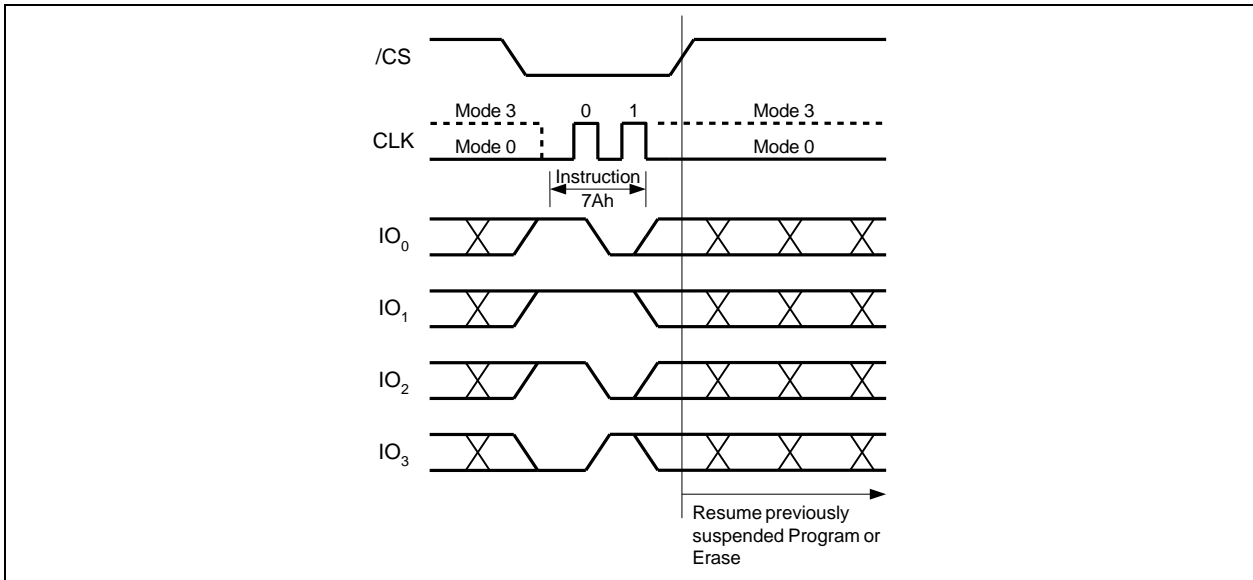 /CS
Mode 3
0
1
Mode 3
CLK
Mode 0
Mode 0
Instruction
7Ah
IO0
IO1
IO2
IO3
Resume previously
suspended Program or
Erase